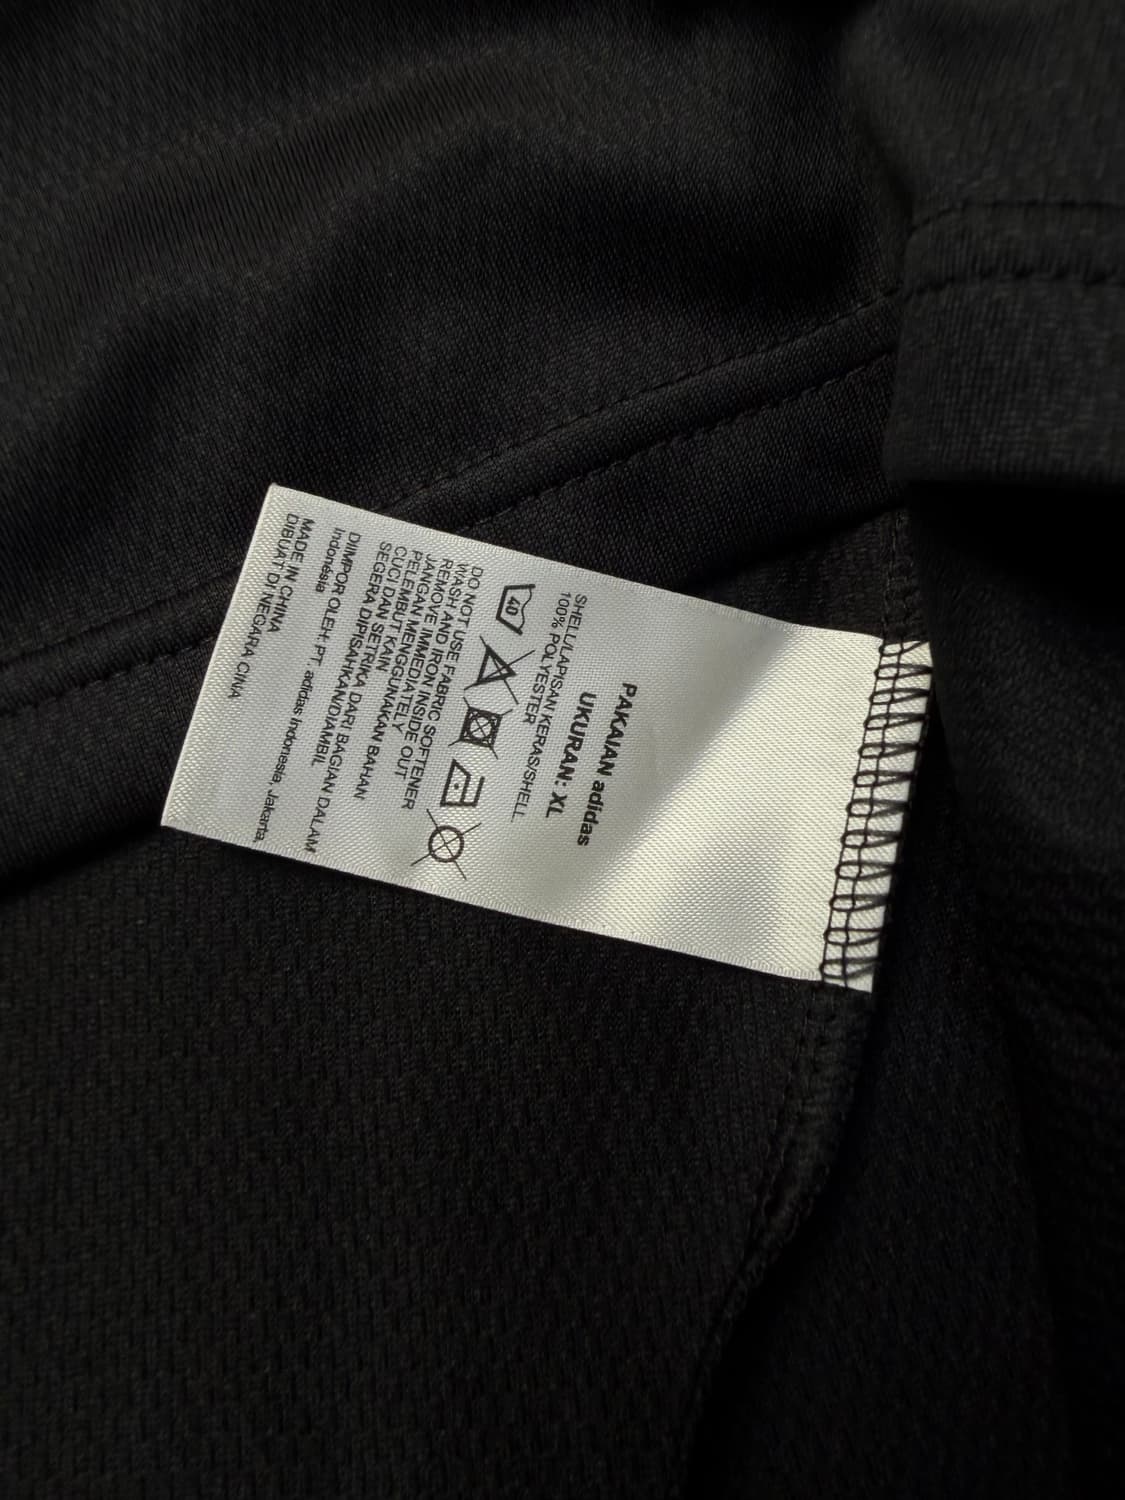 PAKAIAN adidas
UKURAN: XL
SHELL/LAPISAN KERAS/SHELL
100% POLYESTER
40
DO NOT USE FABRIC SOFTENER
WASH AND IRON INSIDE OUT
REMOVE IMMEDIATELY
JANGAN MENGGUNAKAN BAHAN
PELEMBUT KAIN
CUCI DAN SETRIKA DARI BAGIAN DALAM
SEGERA DIPISAHKAN/DIAMBIL
DIIMPOR OLEH: PT. adidas Indonesia, Jakarta,
Indonesia
MADE IN CHINA
DIBUAT DI NEGARA CINA